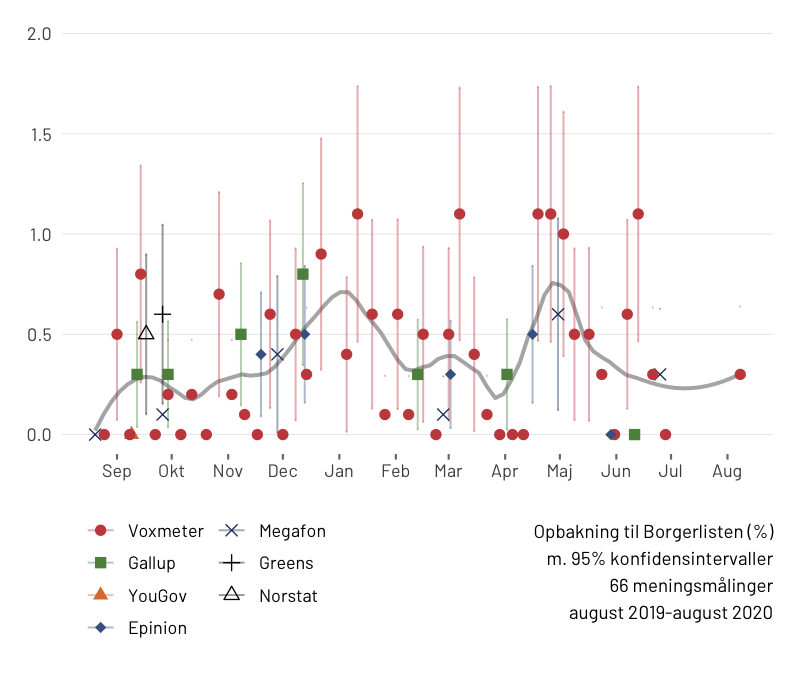 2.0
1.5
1.0
0.5
0.0
Sep Okt Nov Dec Jan Feb Mar Apr Maj Jun Jul Aug
Voxmeter
Gallup
YouGov
Epinion
Megafon
Greens
Norstat
Opbakning til Borgerlisten (%)
m. 95% konfidensintervaller
66 meningsmålinger
august 2019-august 2020